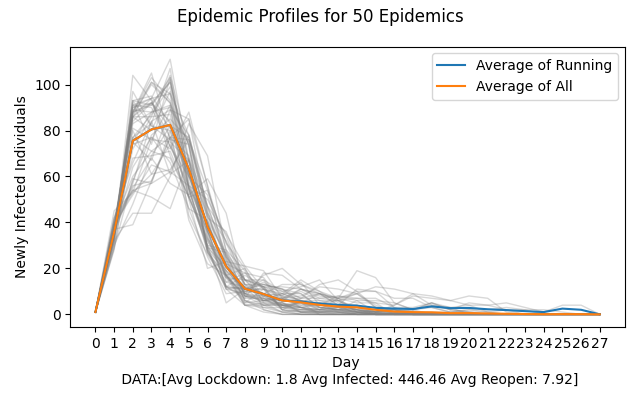 Epidemic Profiles for 50 Epidemics
Newly Infected Individuals
100
80
60
40
20
0
Average of Running
Average of All
0 1 2 3 4 5 6 7 8 9 10 11 12 13 14 15 16 17 18 19 20 21 22 23 24 25 26 27
Day
DATA:[Avg Lockdown: 1.8 Avg Infected: 446.46 Avg Reopen: 7.92]